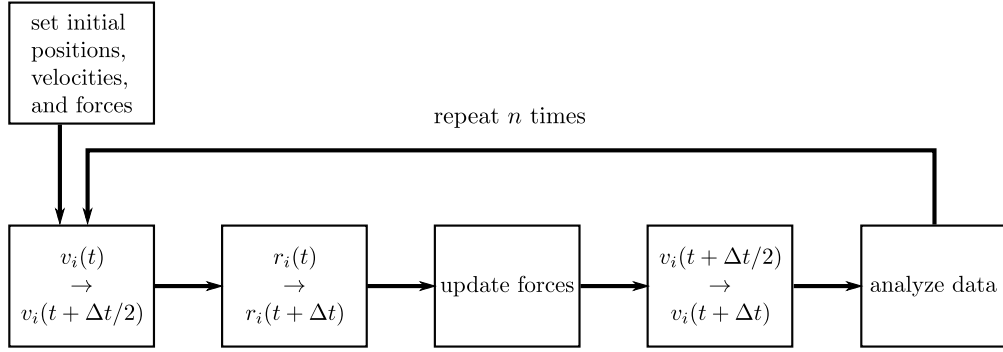 set initial
positions,
velocities,
and forces
repeat n times
v_i(t)
→
v_i(t + Δt/2)
r_i(t)
→
r_i(t + Δt)
update forces
v_i(t + Δt/2)
→
v_i(t + Δt)
analyze data